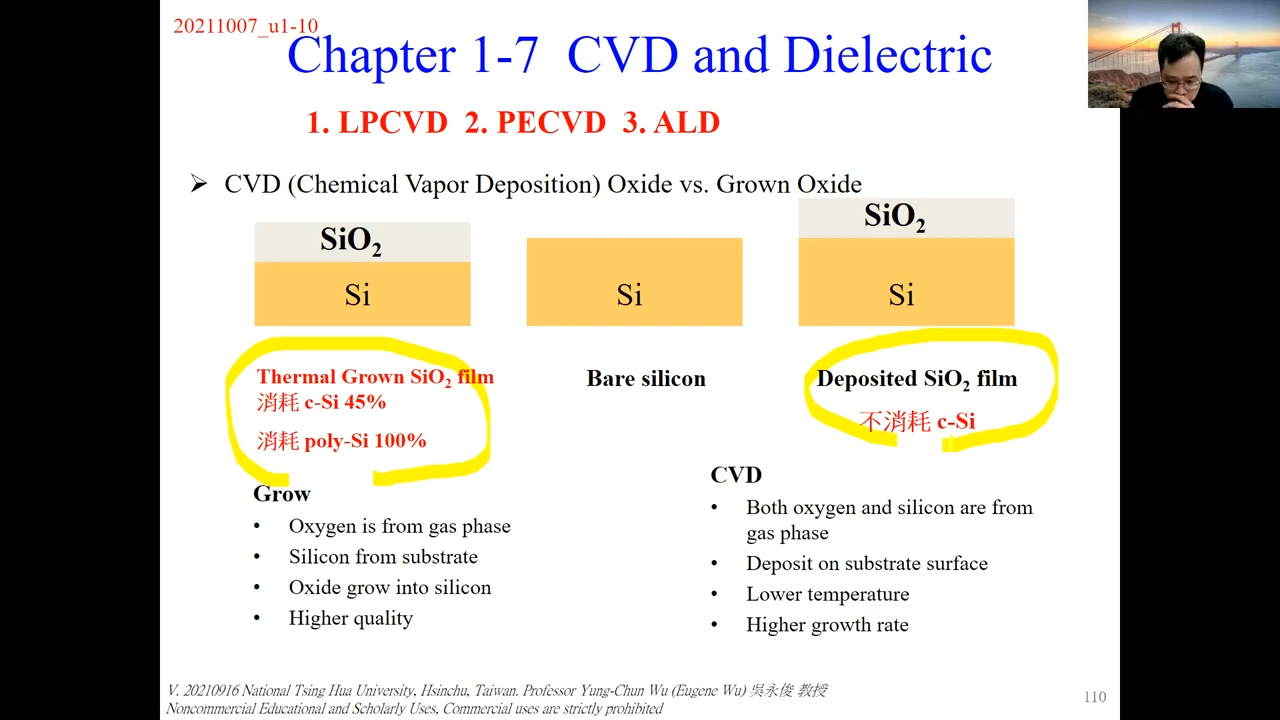 20211007_u1-10
Chapter 1-7 CVD and Dielectric
1. LPCVD 2. PECVD 3. ALD
➢ CVD (Chemical Vapor Deposition) Oxide vs. Grown Oxide
SiO₂
Si
Si
SiO₂
Si
Thermal Grown SiO₂ film
消耗 c-Si 45%
消耗 poly-Si 100%
Bare silicon
Deposited SiO₂ film
不消耗 c-Si
Grow
• Oxygen is from gas phase
• Silicon from substrate
• Oxide grow into silicon
• Higher quality
CVD
• Both oxygen and silicon are from
gas phase
• Deposit on substrate surface
• Lower temperature
• Higher growth rate
V. 20210916 National Tsing Hua University, Hsinchu, Taiwan. Professor Yung-Chun Wu (Eugene Wu) 吳永俊 教授
Noncommercial Educational and Scholarly Uses, Commercial uses are strictly prohibited
110